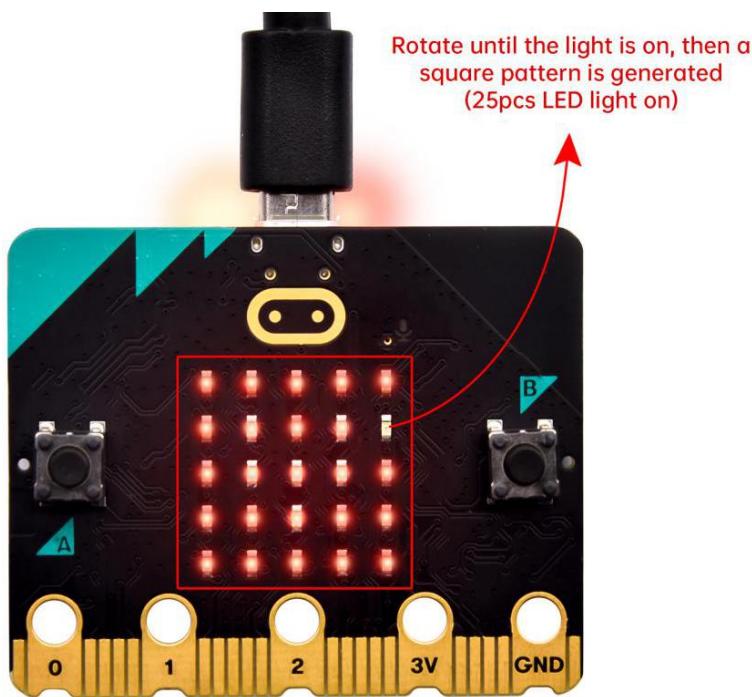 Rotate until the light is on, then a
square pattern is generated
(25pcs LED light on)
B
A
0 1 2 3V GND